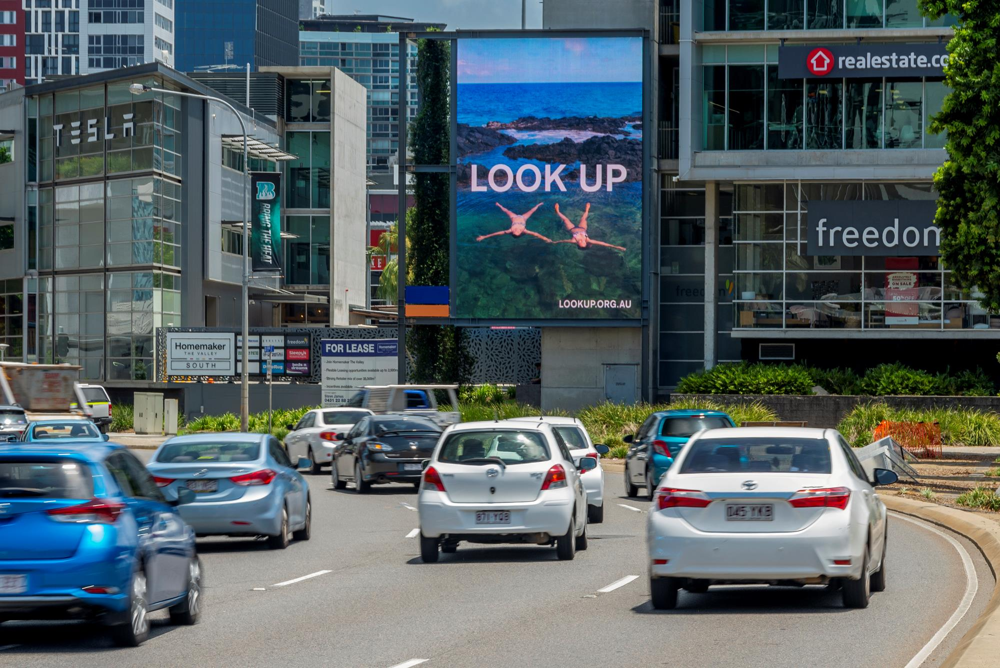 TESLA
realestate.co
LOOK UP
LOOKUP.ORG.AU
B
BRING THE HEAT
freedom
freedom
ABSOLUTELY
EVERYTHING
ON SALE
50% OFF
Homemaker
THE VALLEY
SOUTH
freedom
Sleepy's
beds n
dreams
FOR LEASE
Homemaker
- Join Homemaker The Valley
- Flexible Leasing opportunities available up to 2,500m
- Strong Retailer mix of over 38,000m²
- Incentives available
Steve James
0431 22 88 2
871·YQB
045·YKB